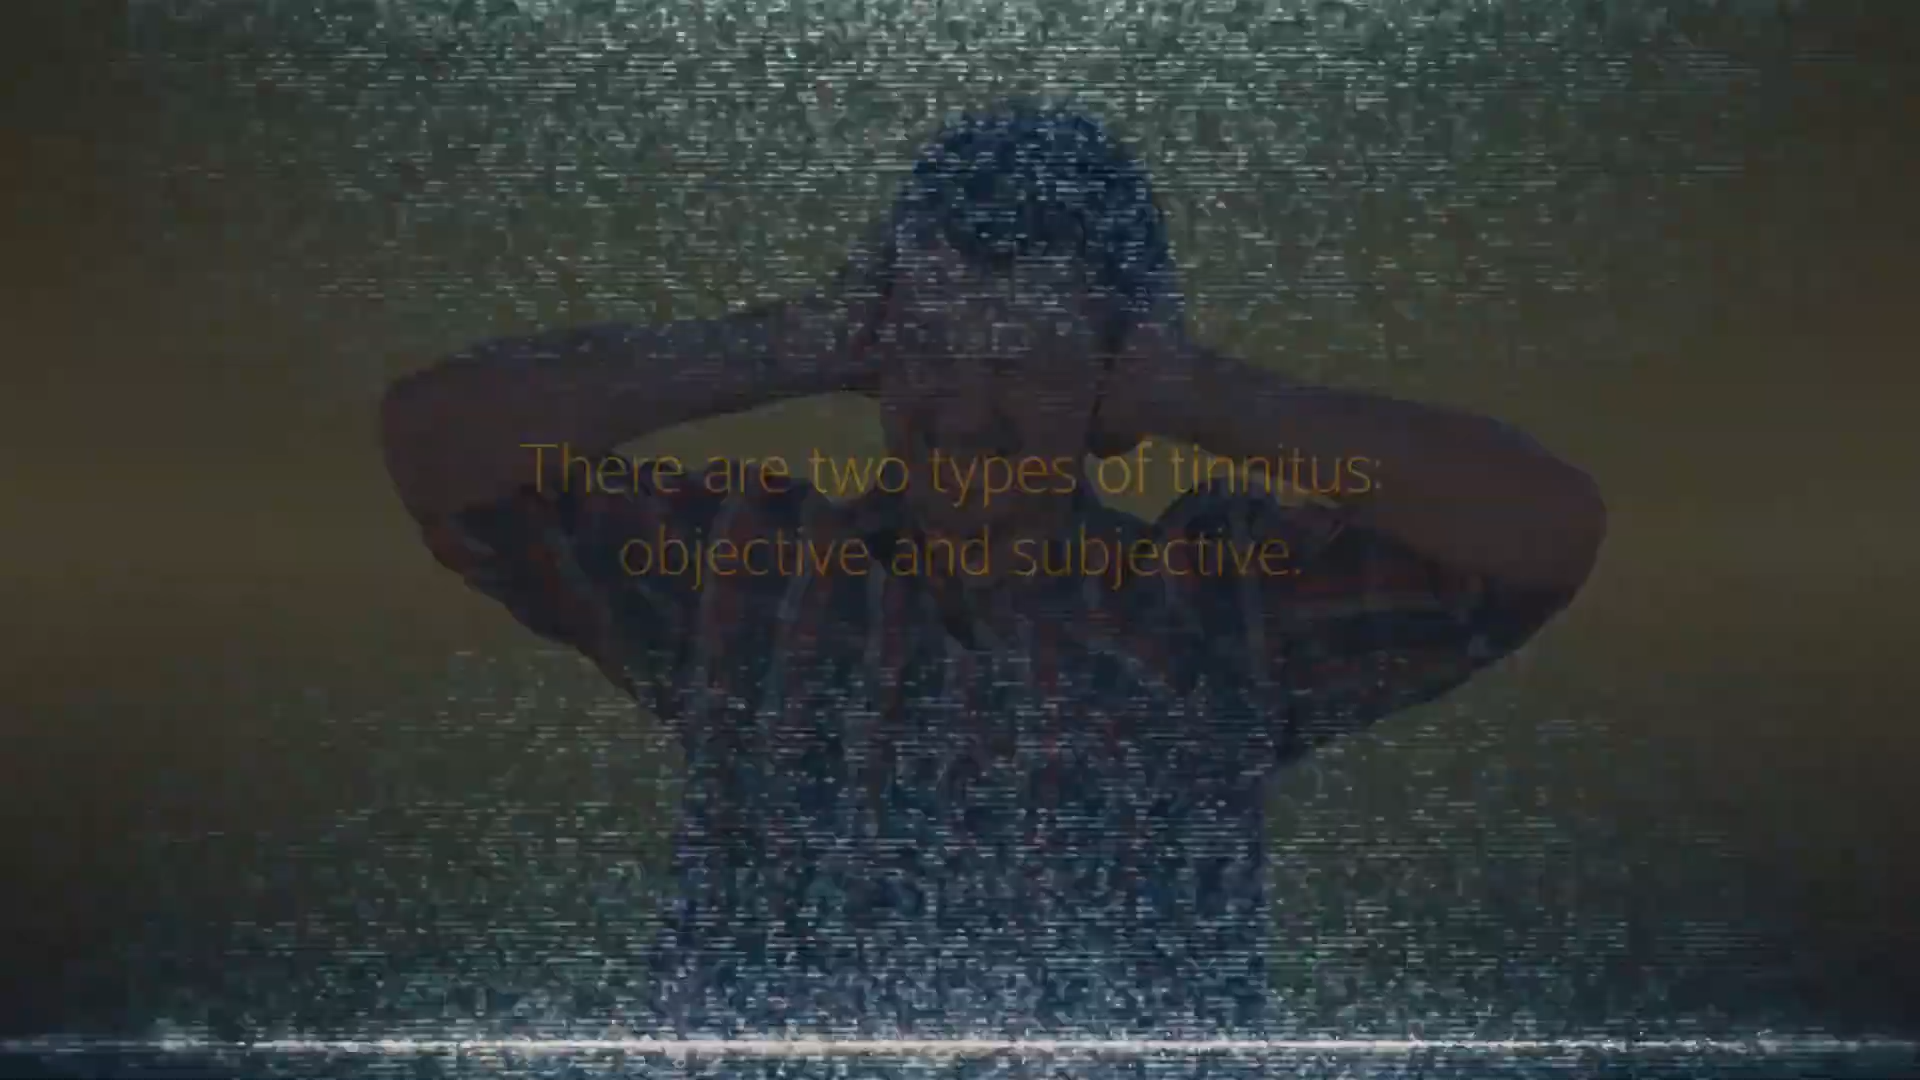 There are two types of tinnitus:
objective and subjective.